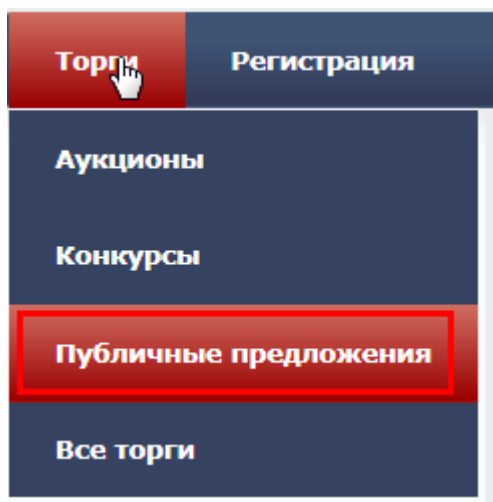 Торги Регистрация
Аукционы
Конкурсы
Публичные предложения
Все торги